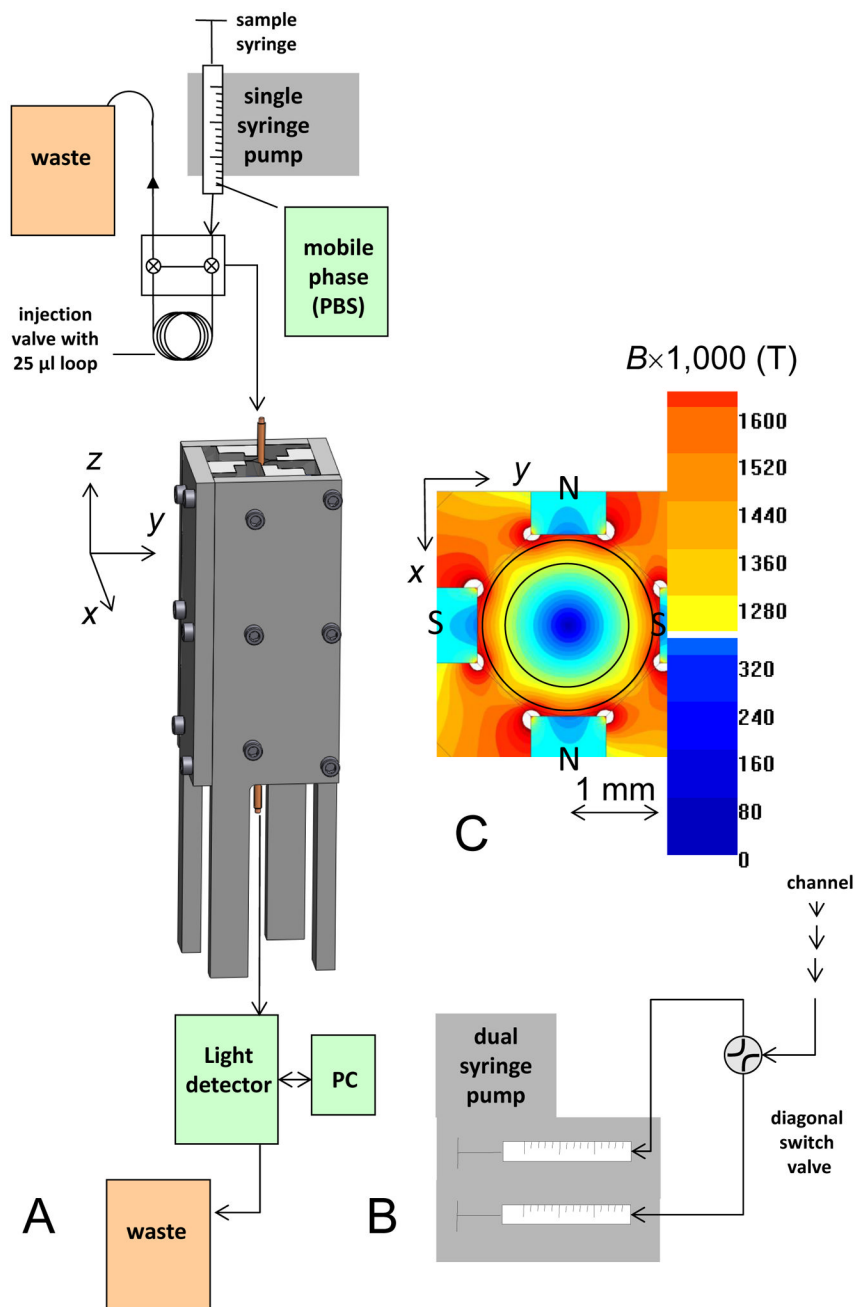 sample
syringe
single
syringe
pump
waste
mobile
phase
(PBS)
injection
valve with
25 µl loop
z
y
x
B×1,000 (T)
y
x
N
S
S
N
1600
1520
1440
1360
1280
320
240
160
80
0
1 mm
C
channel
Light
detector
PC
waste
A
dual
syringe
pump
diagonal
switch
valve
B